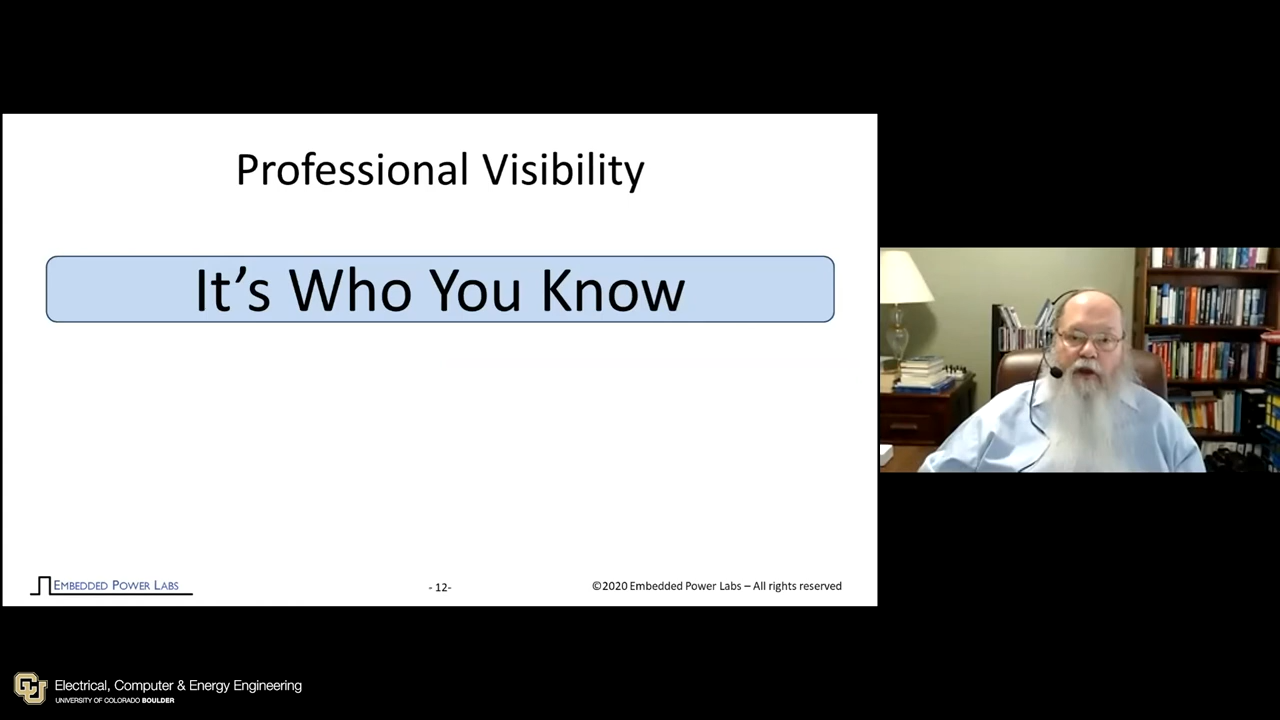 Professional Visibility
It's Who You Know
EMBEDDED POWER LABS
- 12-
©2020 Embedded Power Labs – All rights reserved
CU
Electrical, Computer & Energy Engineering
UNIVERSITY OF COLORADO BOULDER